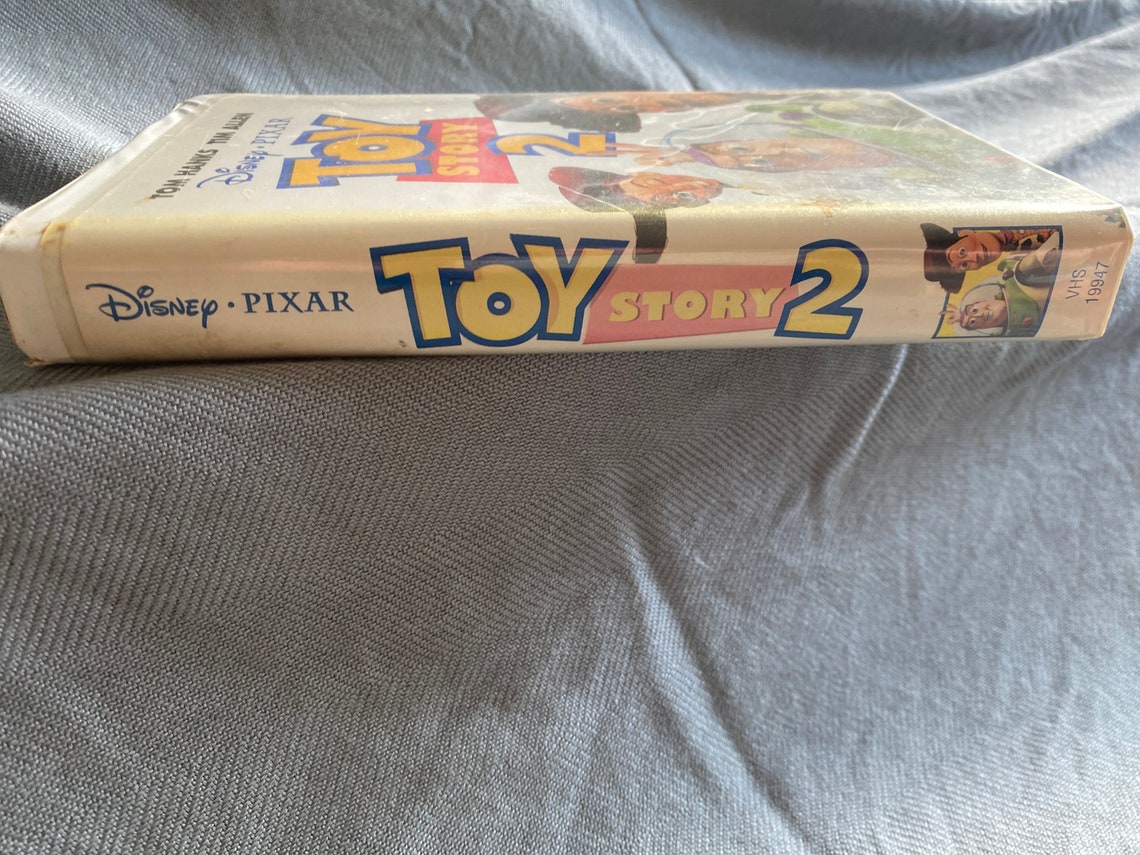 TOM HANKS TIM ALLEN
Disney · PIXAR
TOY
STORY
2
Disney · PIXAR
TOY STORY 2
VHS
19947